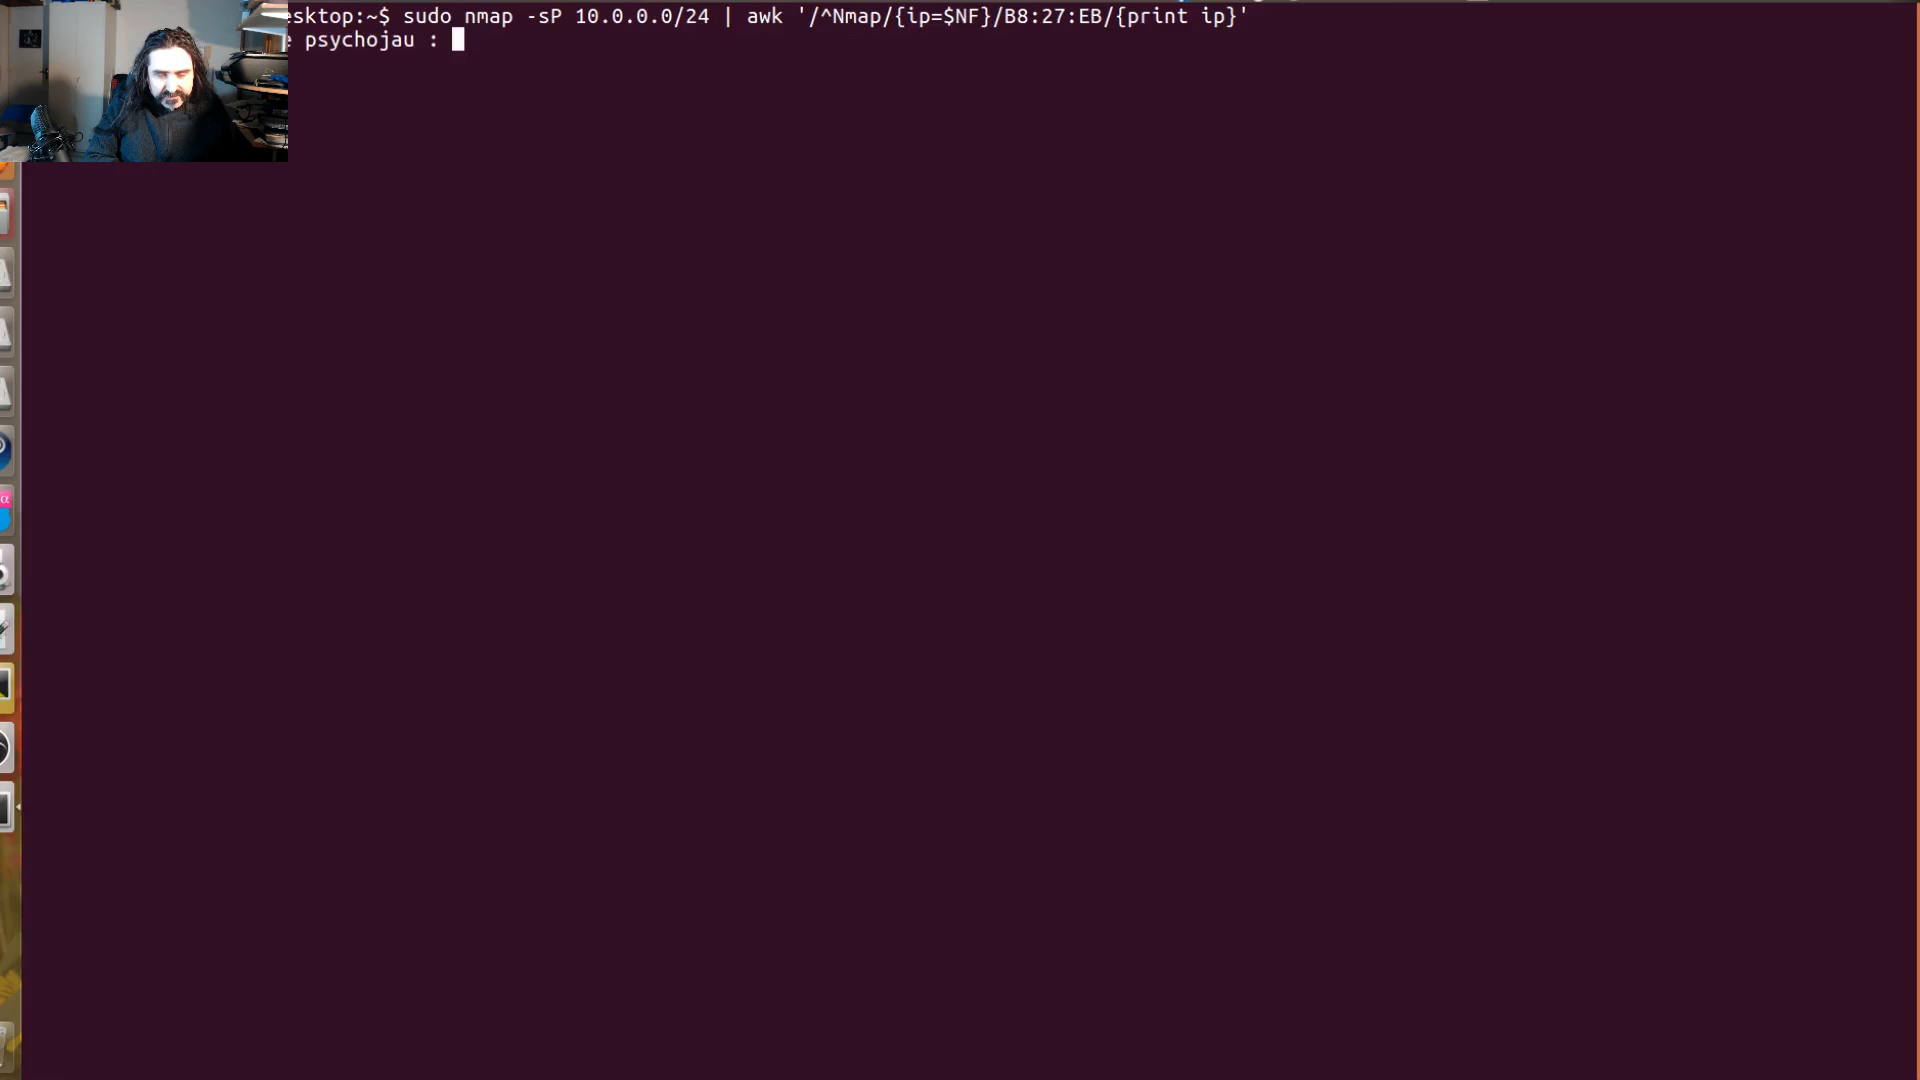 esktop:~$ sudo nmap -sP 10.0.0.0/24 | awk '/^Nmap/{ip=$NF}/B8:27:EB/{print ip}'
e psychojau :